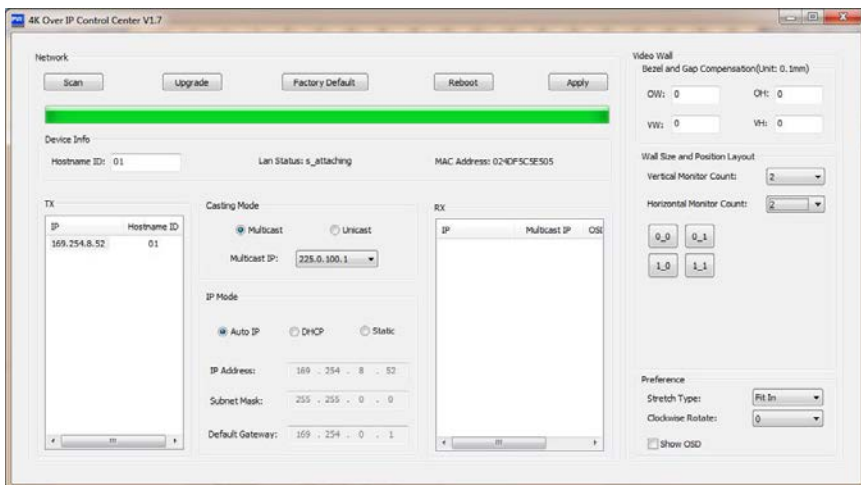 4K Over IP Control Center V1.7
Network
Scan
Upgrade
Factory Default
Reboot
Apply
Device Info
Hostname ID: 01
Lan Status: s_attaching
MAC Address: 024DF5C5E505
TX
IP Hostname ID
169.254.8.52 01
Casting Mode
Multicast Unicast
Multicast IP: 225.0.100.1
IP Mode
Auto IP DHCP Static
IP Address: 169 . 254 . 8 . 52
Subnet Mask: 255 . 255 . 0 . 0
Default Gateway: 169 . 254 . 0 . 1
RX
IP Multicast IP OSI
Video Wall
Bezel and Gap Compensation(Unit: 0.1mm)
OW: 0 OH: 0
VW: 0 VH: 0
Wall Size and Position Layout
Vertical Monitor Count: 2
Horizontal Monitor Count: 2
0_0 0_1
1_0 1_1
Preference
Stretch Type: Fit In
Clockwise Rotate: 0
Show OSD